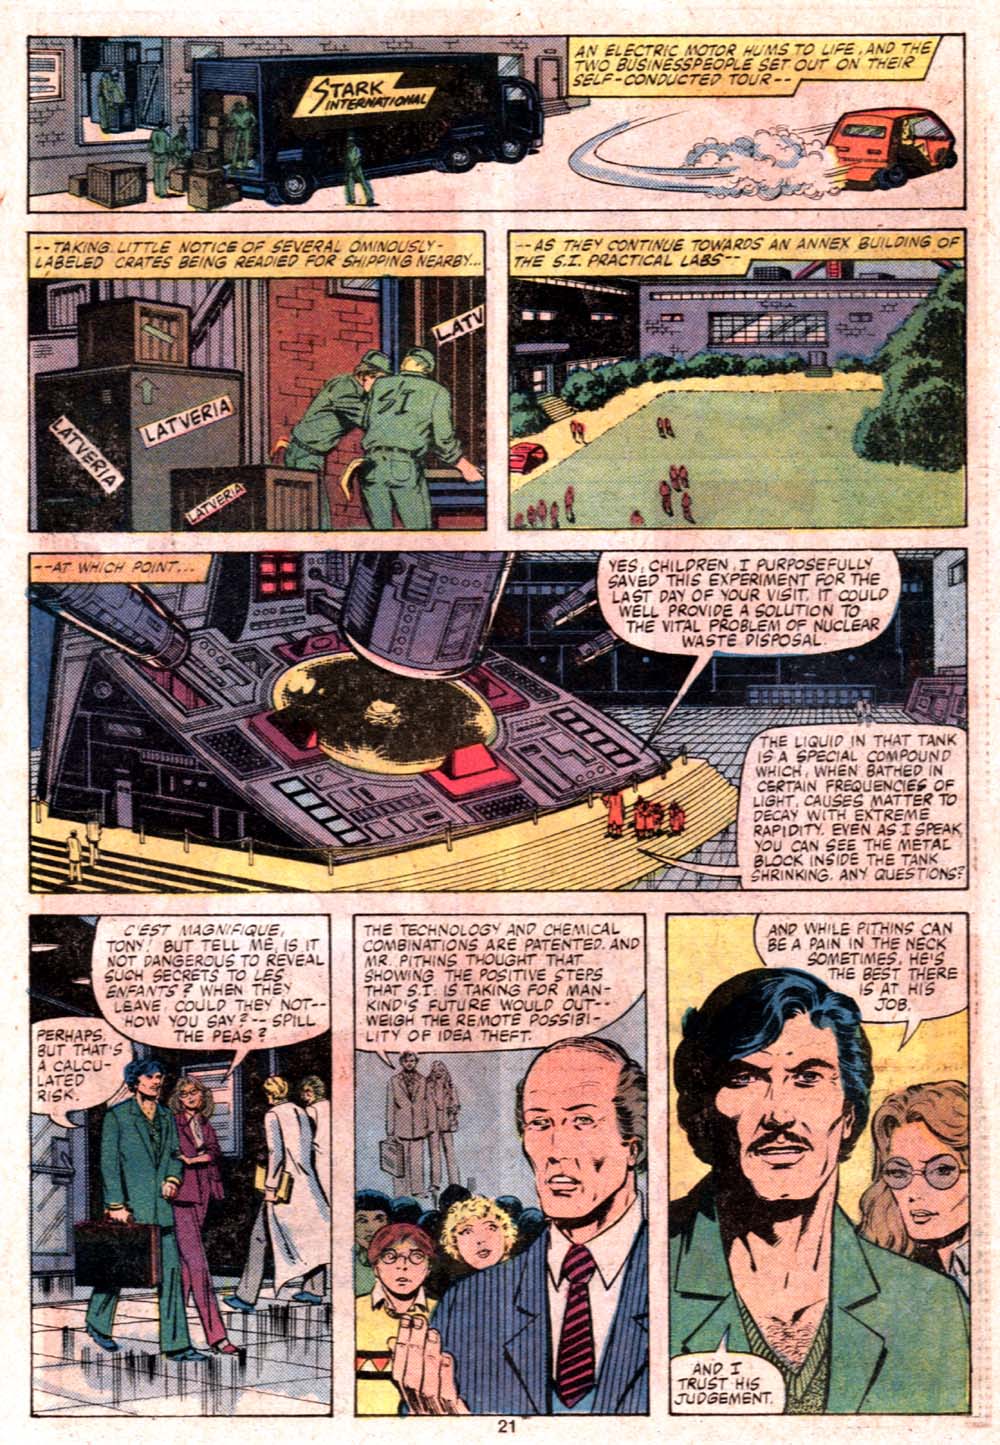 AN ELECTRIC MOTOR HUMS TO LIFE, AND THE
TWO BUSINESSPEOPLE SET OUT ON THEIR
SELF-CONDUCTED TOUR--
STARK
INTERNATIONAL
--TAKING LITTLE NOTICE OF SEVERAL OMINOUSLY-
LABELED CRATES BEING READIED FOR SHIPPING NEARBY...
LATVERIA
LATVERIA
LATVERIA
L.ATV
SI
--AS THEY CONTINUE TOWARDS AN ANNEX BUILDING OF
THE S.I. PRACTICAL LABS--
--AT WHICH POINT...
YES, CHILDREN, I PURPOSEFULLY
SAVED THIS EXPERIMENT FOR THE
LAST DAY OF YOUR VISIT. IT COULD
WELL PROVIDE A SOLUTION TO
THE VITAL PROBLEM OF NUCLEAR
WASTE DISPOSAL.
THE LIQUID IN THAT TANK
IS A SPECIAL COMPOUND
WHICH, WHEN BATHED IN
CERTAIN FREQUENCIES OF
LIGHT, CAUSES MATTER TO
DECAY WITH EXTREME
RAPIDITY. EVEN AS I SPEAK
YOU CAN SEE THE METAL
BLOCK INSIDE THE TANK
SHRINKING. ANY QUESTIONS?
C'EST MAGNIFIQUE,
TONY! BUT TELL ME, IS IT
NOT DANGEROUS TO REVEAL
SUCH SECRETS TO LES
ENFANTS? WHEN THEY
LEAVE, COULD THEY NOT--
HOW YOU SAY?-- SPILL
THE PEAS?
PERHAPS,
BUT THAT'S
A CALCU-
LATED
RISK.
THE TECHNOLOGY AND CHEMICAL
COMBINATIONS ARE PATENTED. AND
MR. PITHINS THOUGHT THAT
SHOWING THE POSITIVE STEPS
THAT S.I. IS TAKING FOR MAN-
KIND'S FUTURE WOULD OUT--
WEIGH THE REMOTE POSSIBI-
LITY OF IDEA THEFT.
AND WHILE PITHINS CAN
BE A PAIN IN THE NECK
SOMETIMES, HE'S
THE BEST THERE
IS AT HIS
JOB.
AND I
TRUST HIS
JUDGEMENT.
21